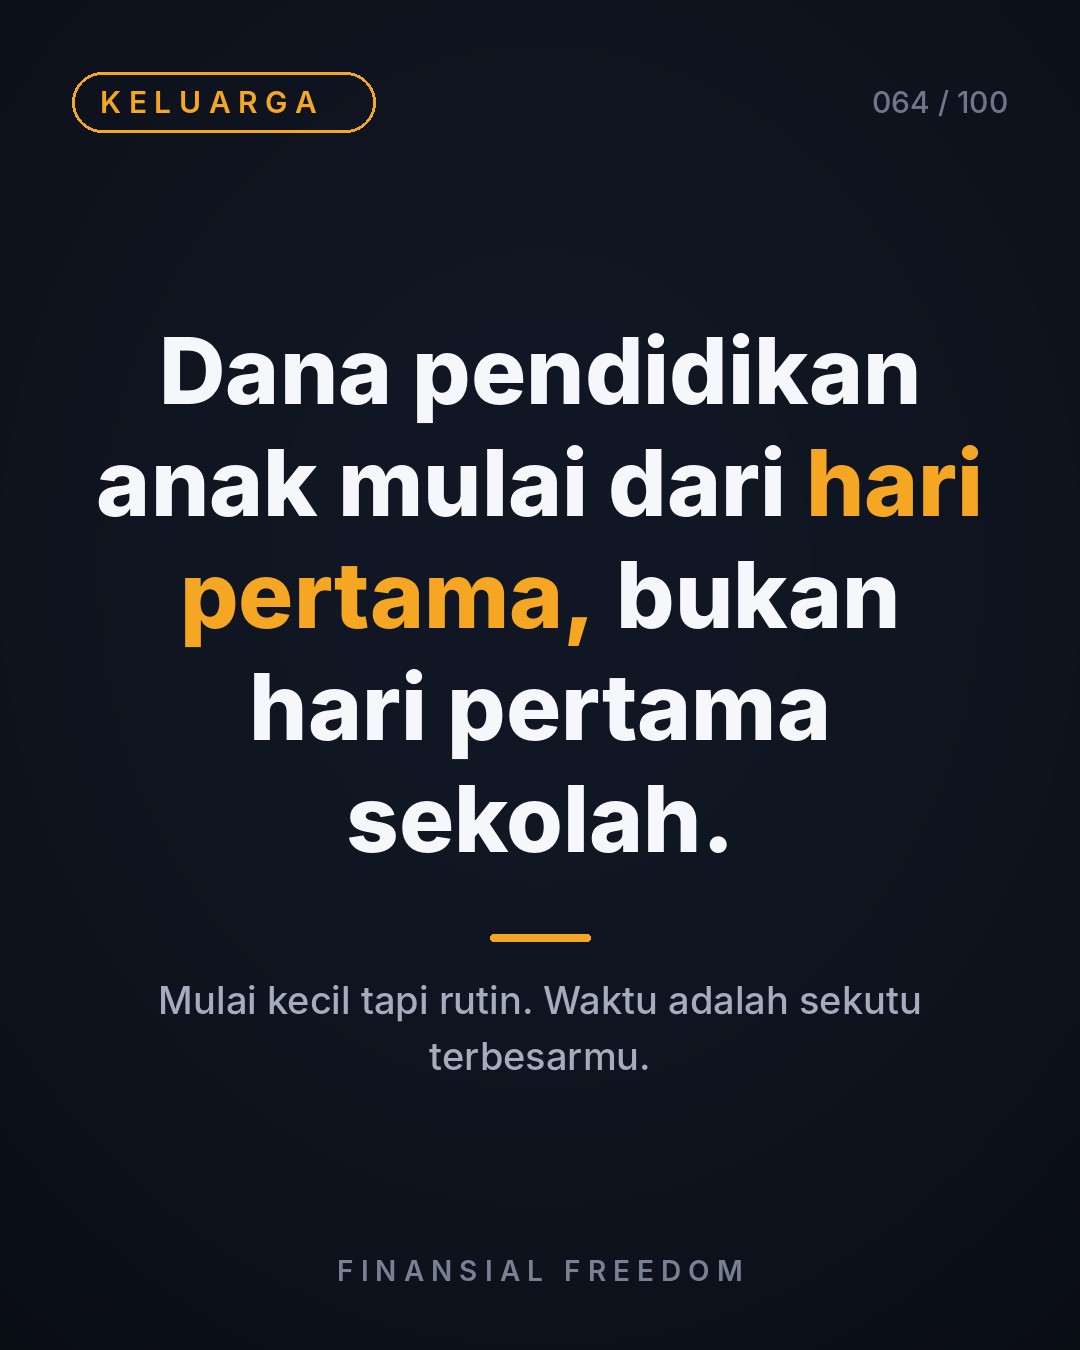 KELUARGA
064 / 100
Dana pendidikan
anak mulai dari hari
pertama, bukan
hari pertama
sekolah.
Mulai kecil tapi rutin. Waktu adalah sekutu
terbesarmu.
FINANSIAL FREEDOM